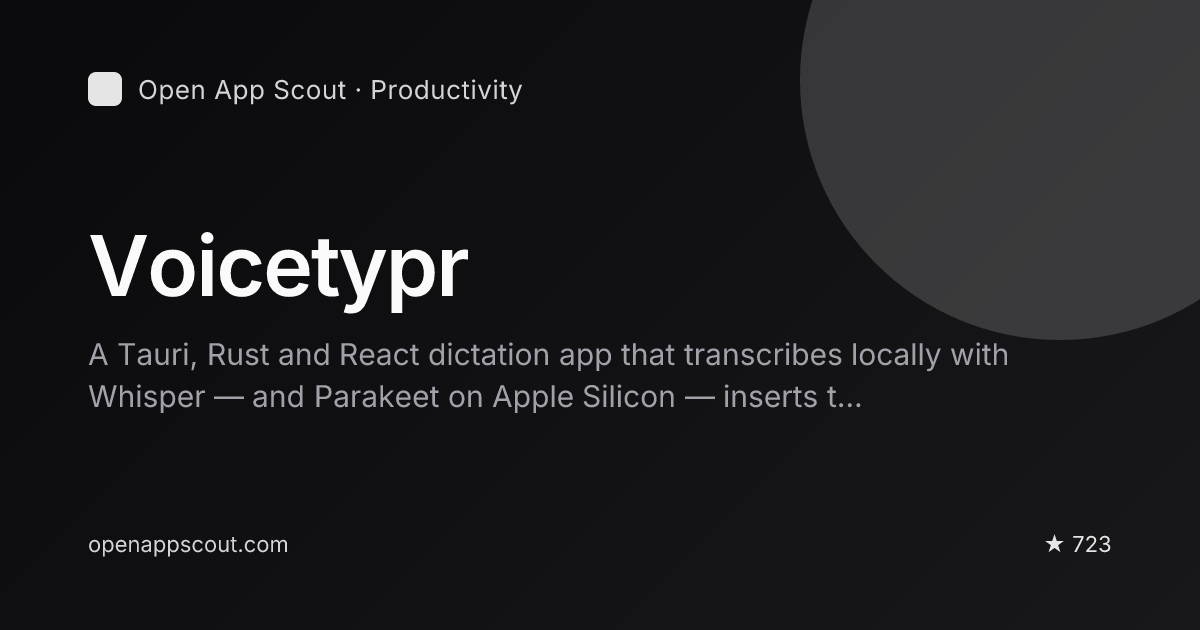 Open App Scout · Productivity
Voicetypr
A Tauri, Rust and React dictation app that transcribes locally with
Whisper — and Parakeet on Apple Silicon — inserts t...
openappscout.com
★ 723